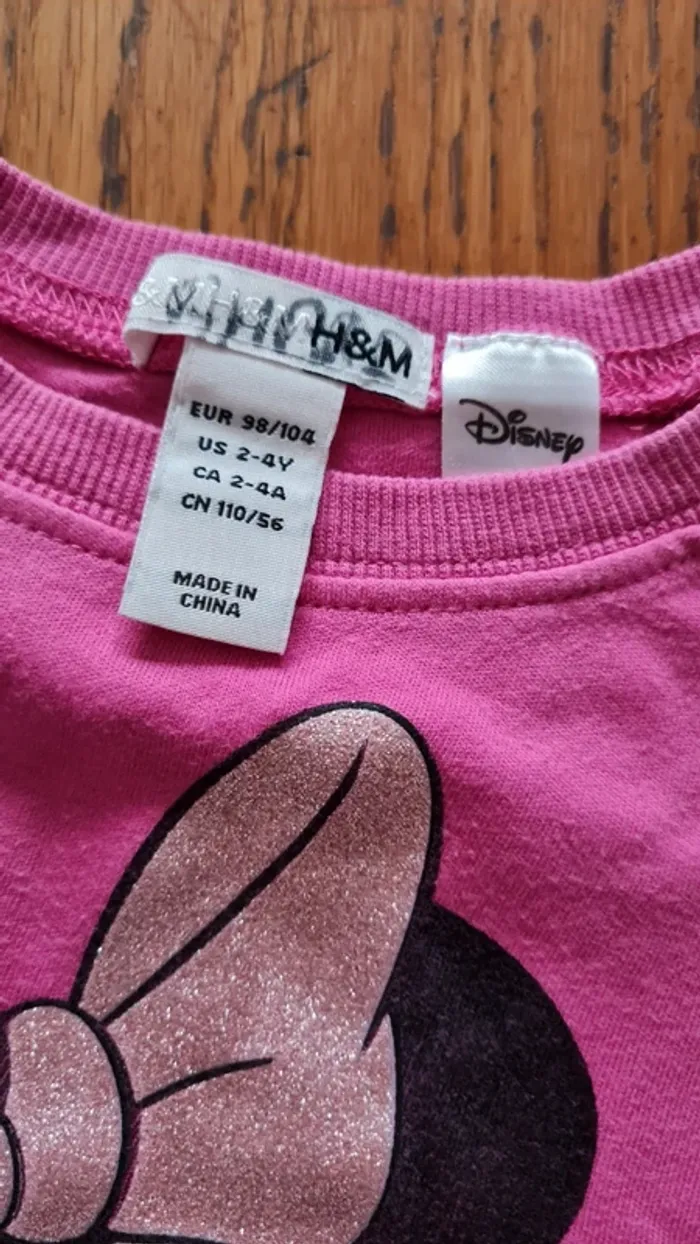 H&M
EUR 98/104
US 2-4Y
CA 2-4A
CN 110/56
MADE IN
CHINA
Disney